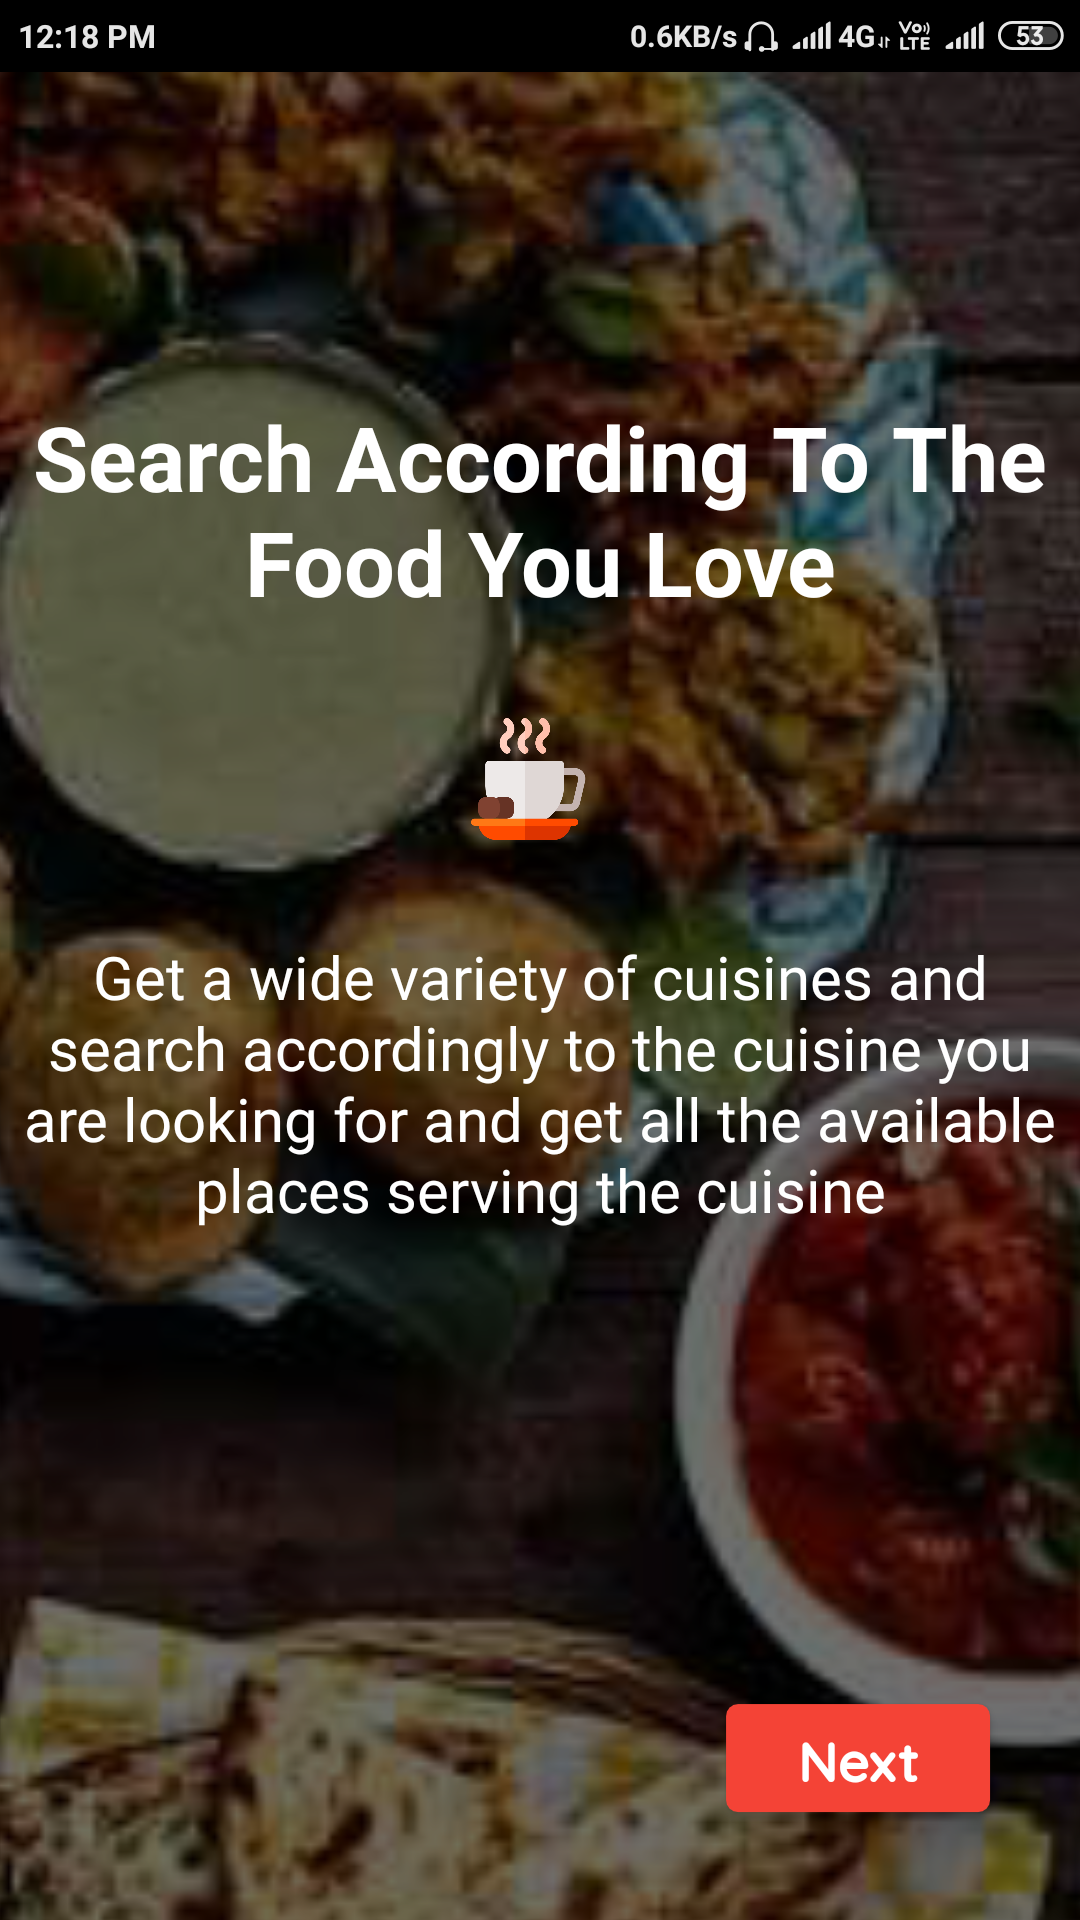 12:18 PM 0.6KB/s 4G Vo LTE 53
Search According To The
Food You Love
Get a wide variety of cuisines and
search accordingly to the cuisine you
are looking for and get all the available
places serving the cuisine
Next